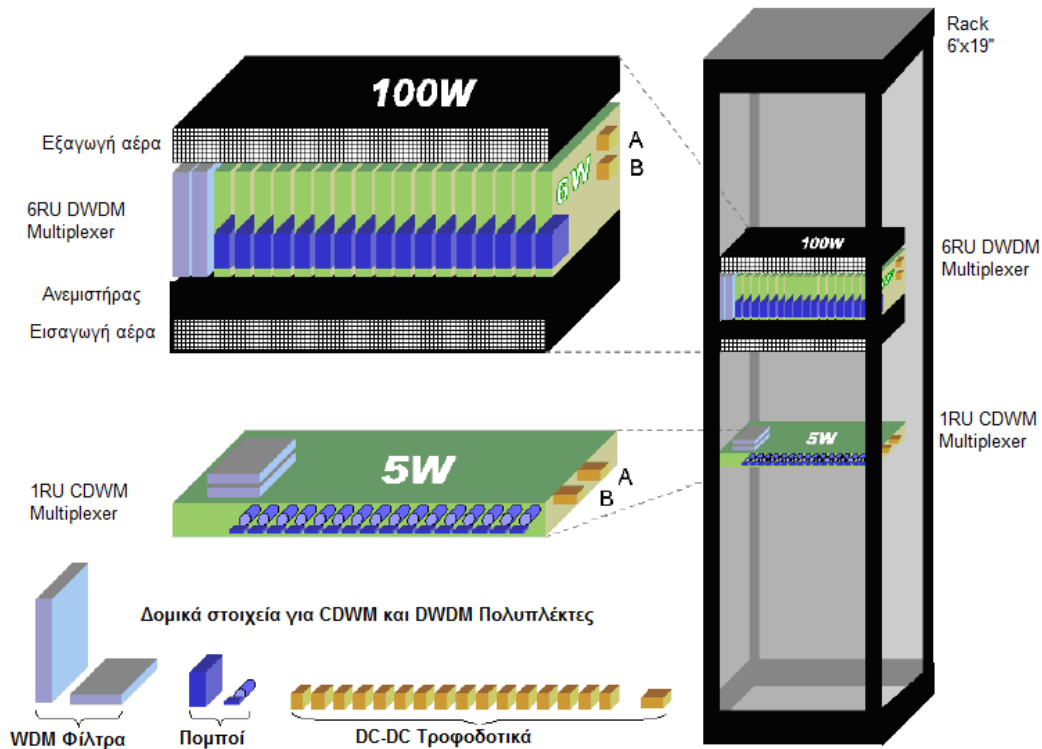 Rack
6'x19"
100W
Εξαγωγή αέρα
A
B
6 W
6RU DWDM
Multiplexer
Ανεμιστήρας
Εισαγωγή αέρα
100W
6RU DWDM
Multiplexer
1RU CDWM
Multiplexer
5W
A
B
5W
1RU CDWM
Multiplexer
Δομικά στοιχεία για CDWM και DWDM Πολυπλέκτες
WDM Φίλτρα
Πομποί
DC-DC Τροφοδοτικά